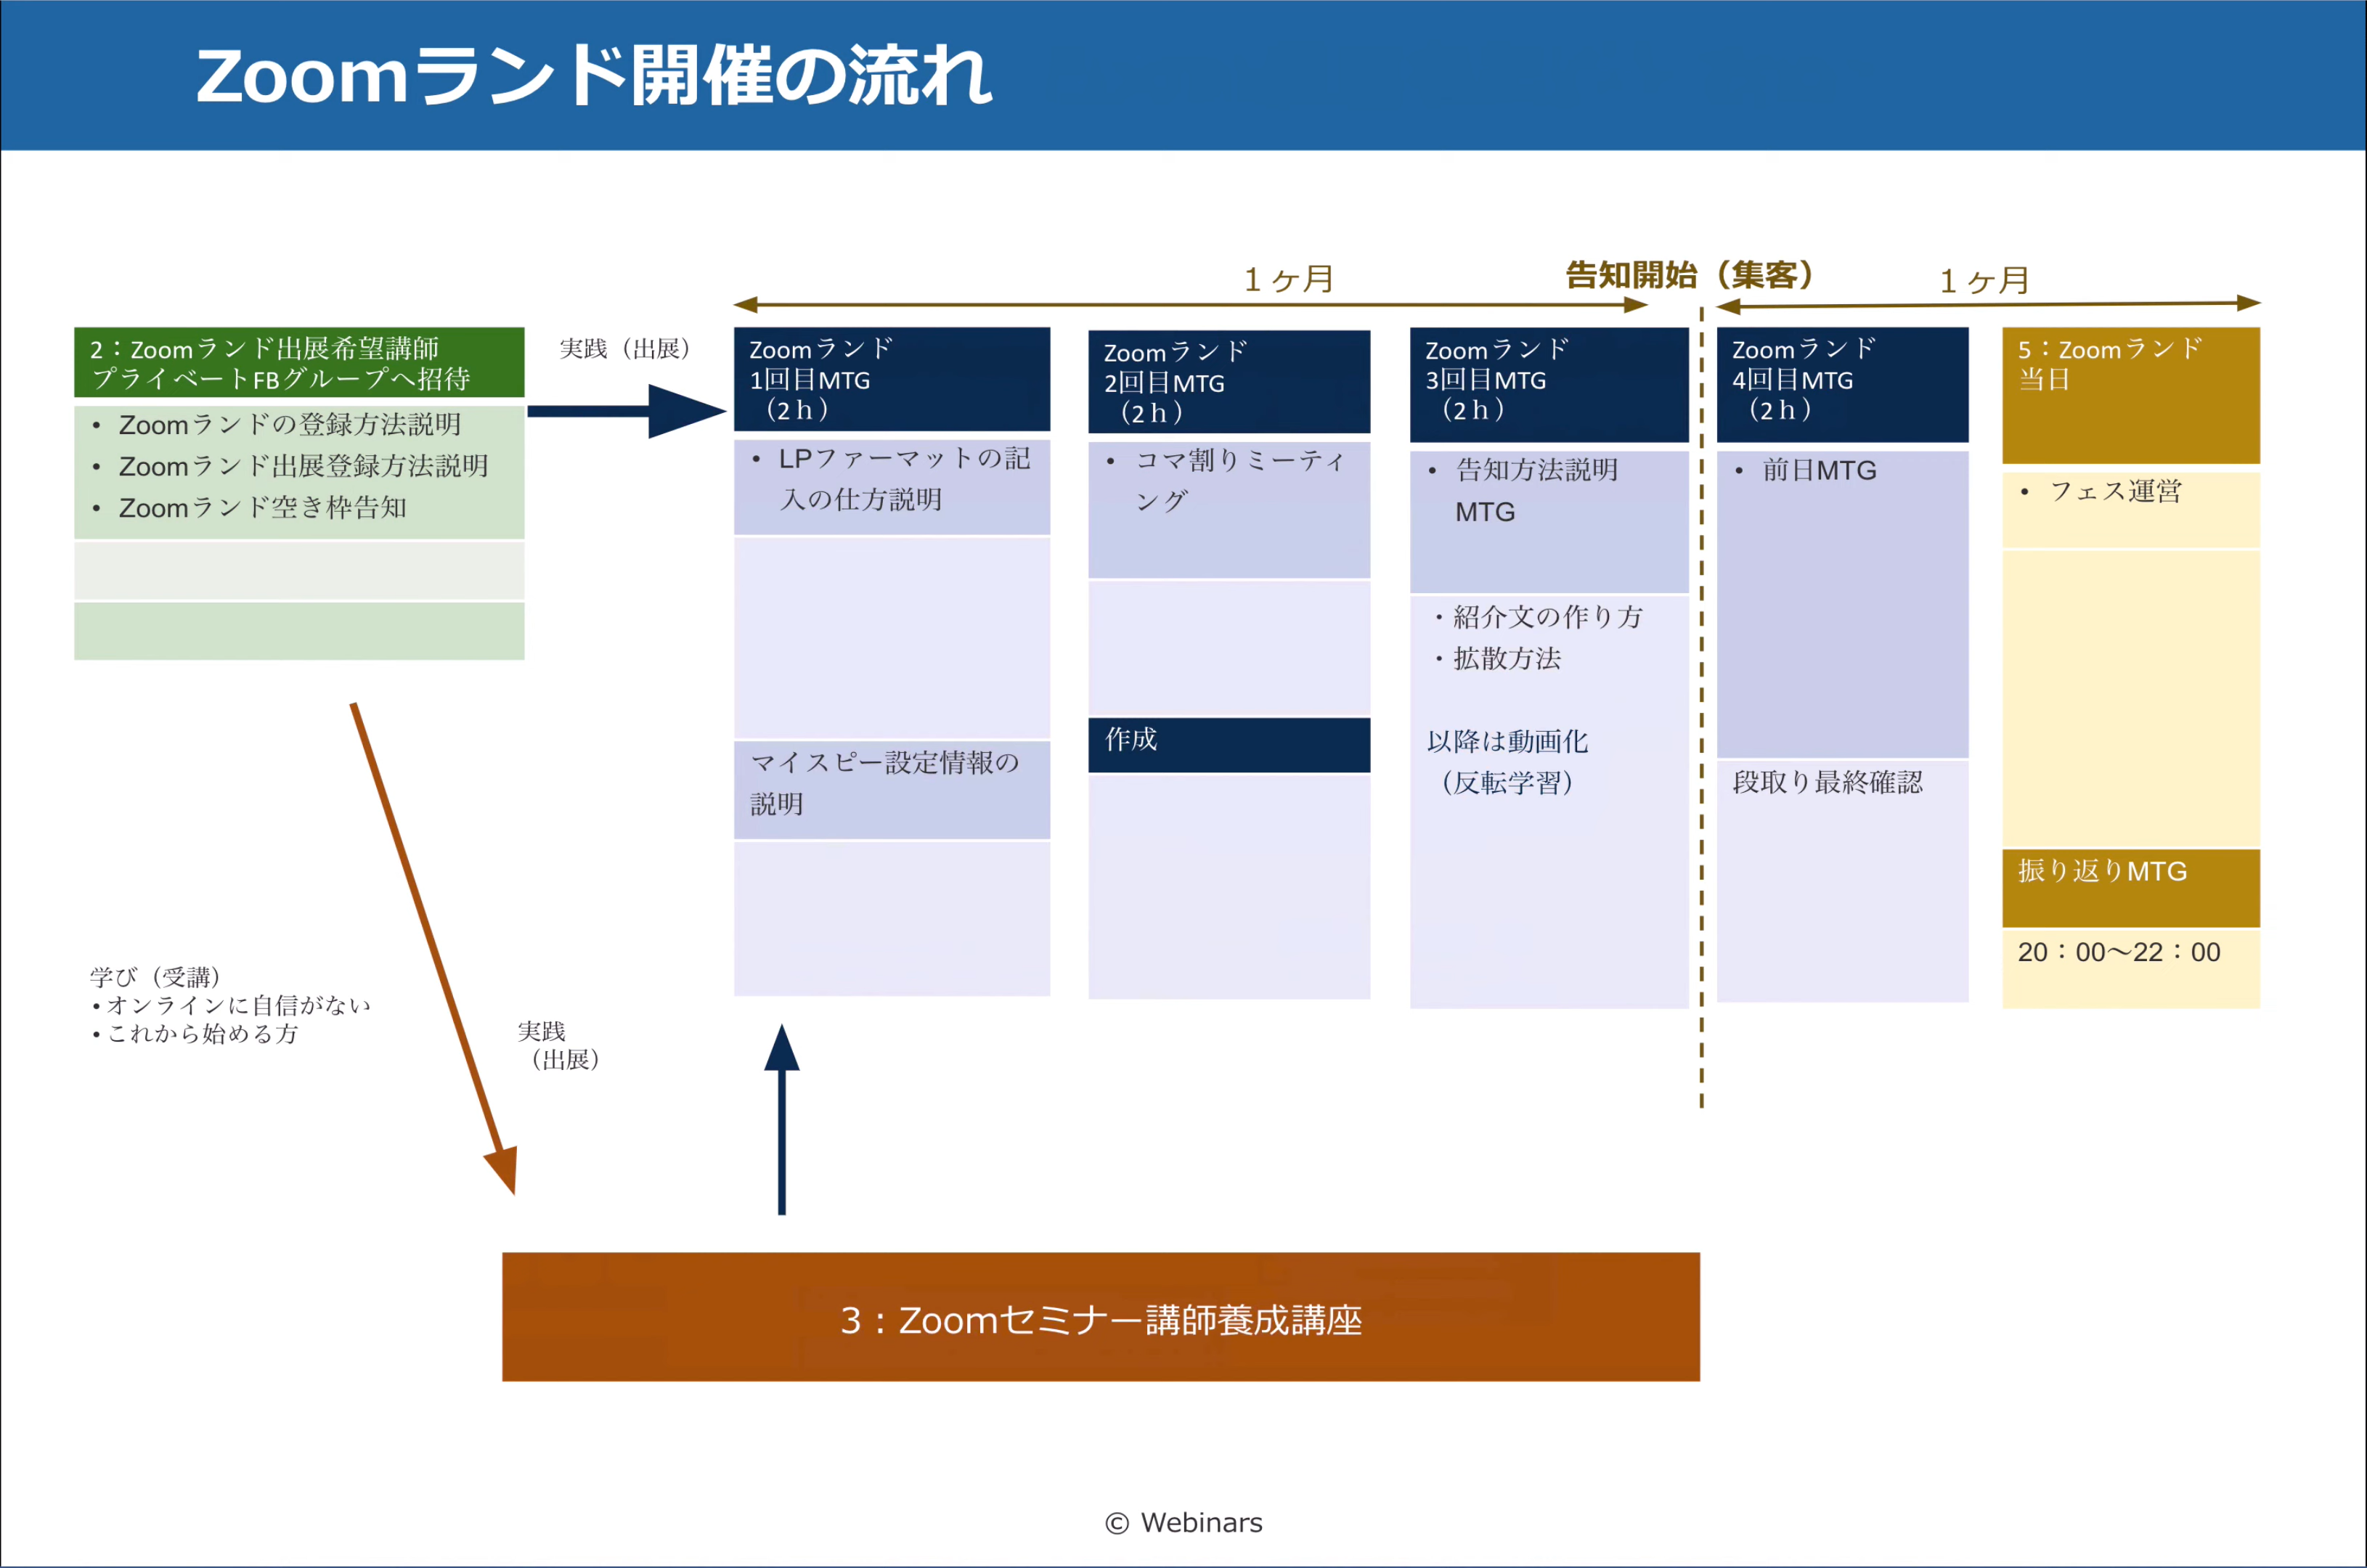 Zoomランド開催の流れ
1ヶ月
告知開始（集客）
1ヶ月
2：Zoomランド出展希望講師
プライベートFBグループへ招待
• Zoomランドの登録方法説明
• Zoomランド出展登録方法説明
• Zoomランド空き枠告知
実践（出展）
Zoomランド
1回目MTG
（2ｈ）
• LPファーマットの記
入の仕方説明
マイスピー設定情報の
説明
Zoomランド
2回目MTG
（2ｈ）
• コマ割りミーティ
ング
作成
Zoomランド
3回目MTG
（2ｈ）
• 告知方法説明
MTG
・紹介文の作り方
・拡散方法
以降は動画化
（反転学習）
Zoomランド
4回目MTG
（2ｈ）
• 前日MTG
段取り最終確認
5：Zoomランド
当日
• フェス運営
振り返りMTG
20：00～22：00
学び（受講）
•オンラインに自信がない
•これから始める方
実践
（出展）
3：Zoomセミナー講師養成講座
© Webinars